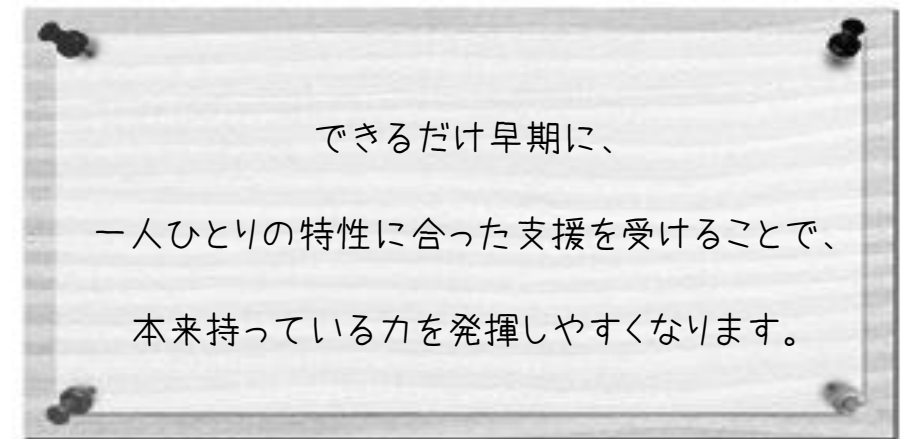 できるだけ早期に、
一人ひとりの特性に合った支援を受けることで、
本来持っている力を発揮しやすくなります。